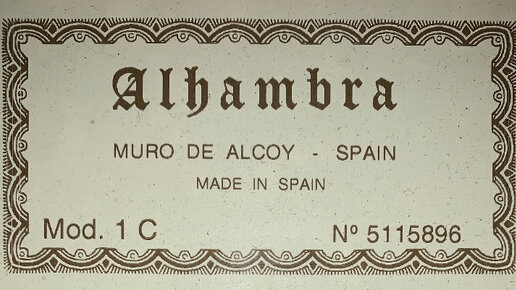 Alhambra
MURO DE ALCOY - SPAIN
MADE IN SPAIN
Mod. 1 C Nº 5115896